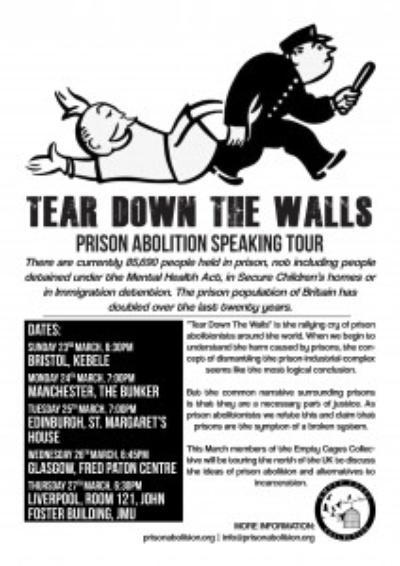 TEAR DOWN THE WALLS
PRISON ABOLITION SPEAKING TOUR
There are currently 85,690 people held in prison, not including people
detained under the Mental Health Act, in Secure Children's homes or
in Immigration detention. The prison population of Britain has
doubled over the last twenty years.
DATES:
SUNDAY 23RD MARCH, 6:30PM
BRISTOL, KEBELE
MONDAY 24TH MARCH, 7:00PM
MANCHESTER, THE BUNKER
TUESDAY 25TH MARCH, 7:00PM
EDINBURGH, ST. MARGARET'S
HOUSE
WEDNESDAY 26TH MARCH, 6:45PM
GLASGOW, FRED PATON CENTRE
THURSDAY 27TH MARCH, 6:30PM
LIVERPOOL, ROOM 121, JOHN
FOSTER BUILDING, JMU
"Tear Down The Walls" is the rallying cry of prison
abolitionists around the world. When we begin to
understand the harm caused by prisons, the con-
cept of dismantling the prison-industrial-complex
seems like the most logical conclusion.
But the common narrative surrounding prisons
is that they are a necessary part of justice. As
prison abolitionists we refute this and claim that
prisons are the symptom of a broken system.
This March members of the Empty Cages Collec-
tive will be touring the north of the UK to discuss
the ideas of prison abolition and alternatives to
incarceration.
MORE INFORMATION:
prisonabolition.org | info@prisonabolition.org